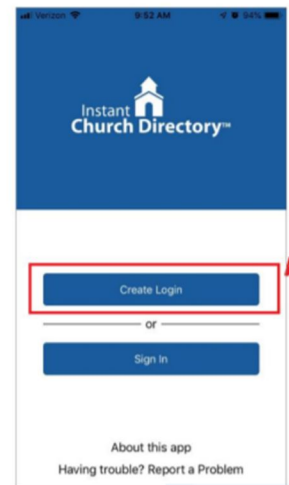 Verizon 9:52 AM 94%
Instant
Church Directory™
Create Login
or
Sign In
About this app
Having trouble? Report a Problem